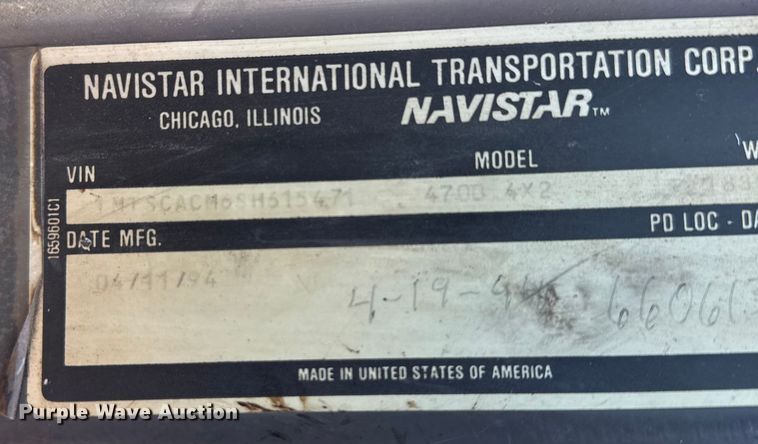 NAVISTAR INTERNATIONAL TRANSPORTATION CORP.
CHICAGO, ILLINOIS NAVISTAR™
VIN MODEL W
1HTSCACM6SH615471 4700 4X2
1659601C1
DATE MFG. PD LOC - DA
04/11/94
4-19-94 660613
MADE IN UNITED STATES OF AMERICA
Purple Wave Auction